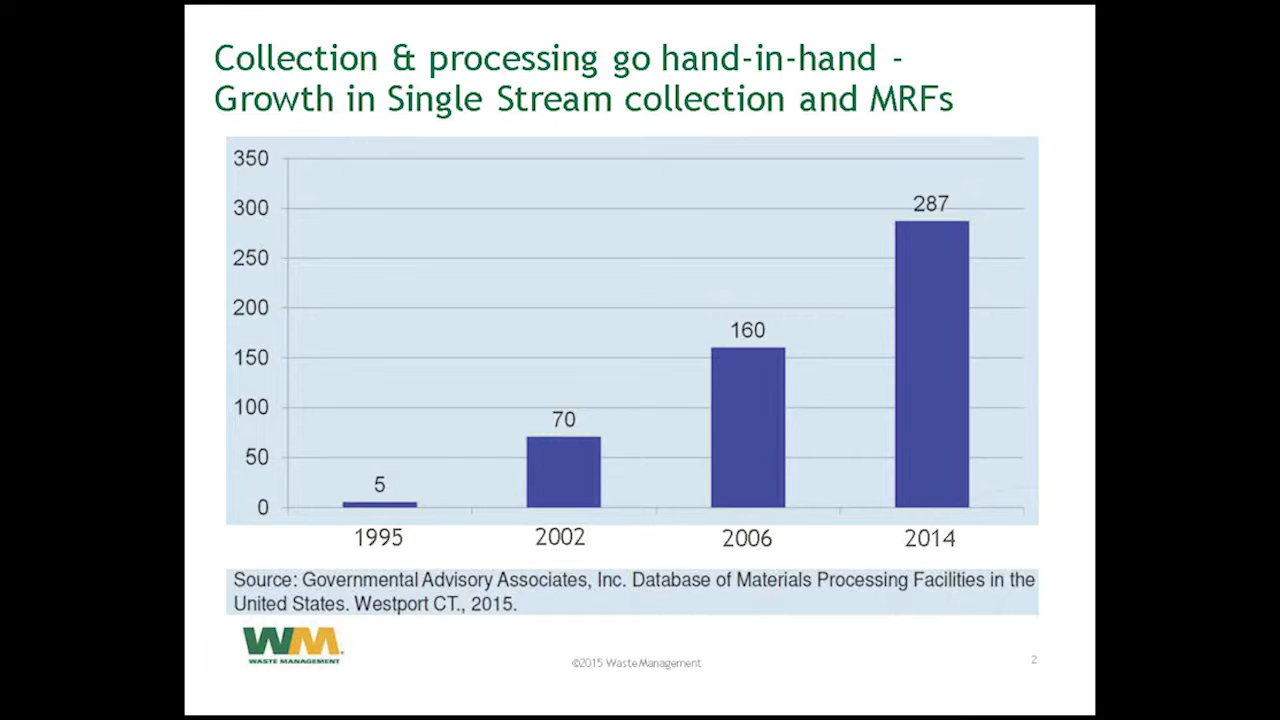 Collection & processing go hand-in-hand -
Growth in Single Stream collection and MRFs
350
300
250
200
150
100
50
0
5
70
160
287
1995
2002
2006
2014
Source: Governmental Advisory Associates, Inc. Database of Materials Processing Facilities in the
United States. Westport CT., 2015.
WM
WASTE MANAGEMENT
©2015 Waste Management
2